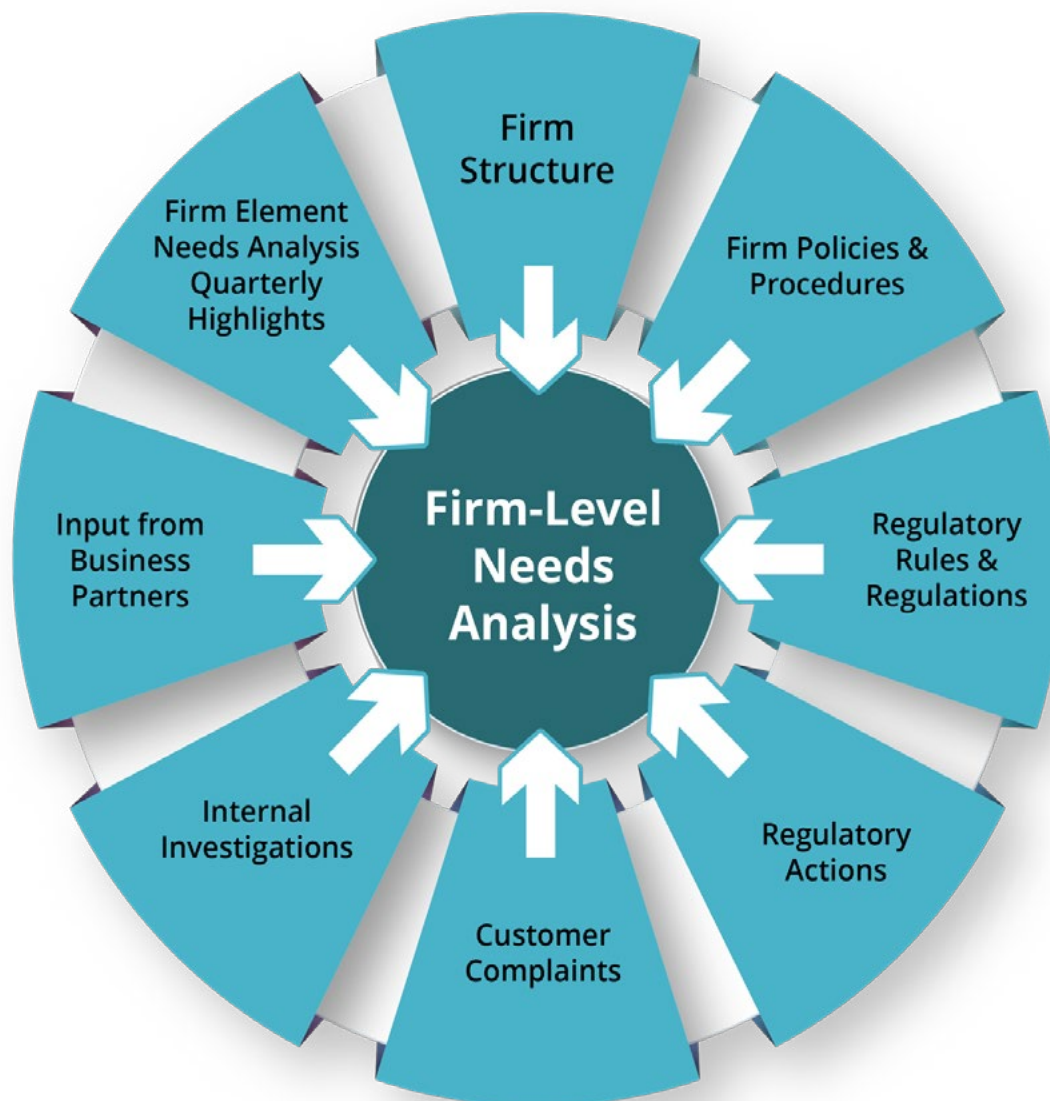 Firm
Structure
Firm Policies &
Procedures
Regulatory
Rules &
Regulations
Regulatory
Actions
Customer
Complaints
Internal
Investigations
Input from
Business
Partners
Firm Element
Needs Analysis
Quarterly
Highlights
Firm-Level
Needs
Analysis